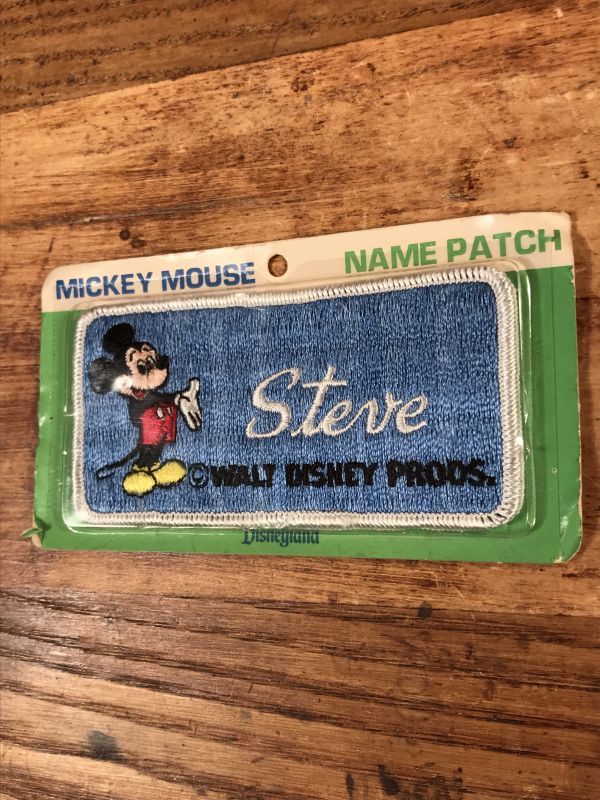 MICKEY MOUSE
NAME PATCH
Steve
©WALT DISNEY PRODS.
Disneyland